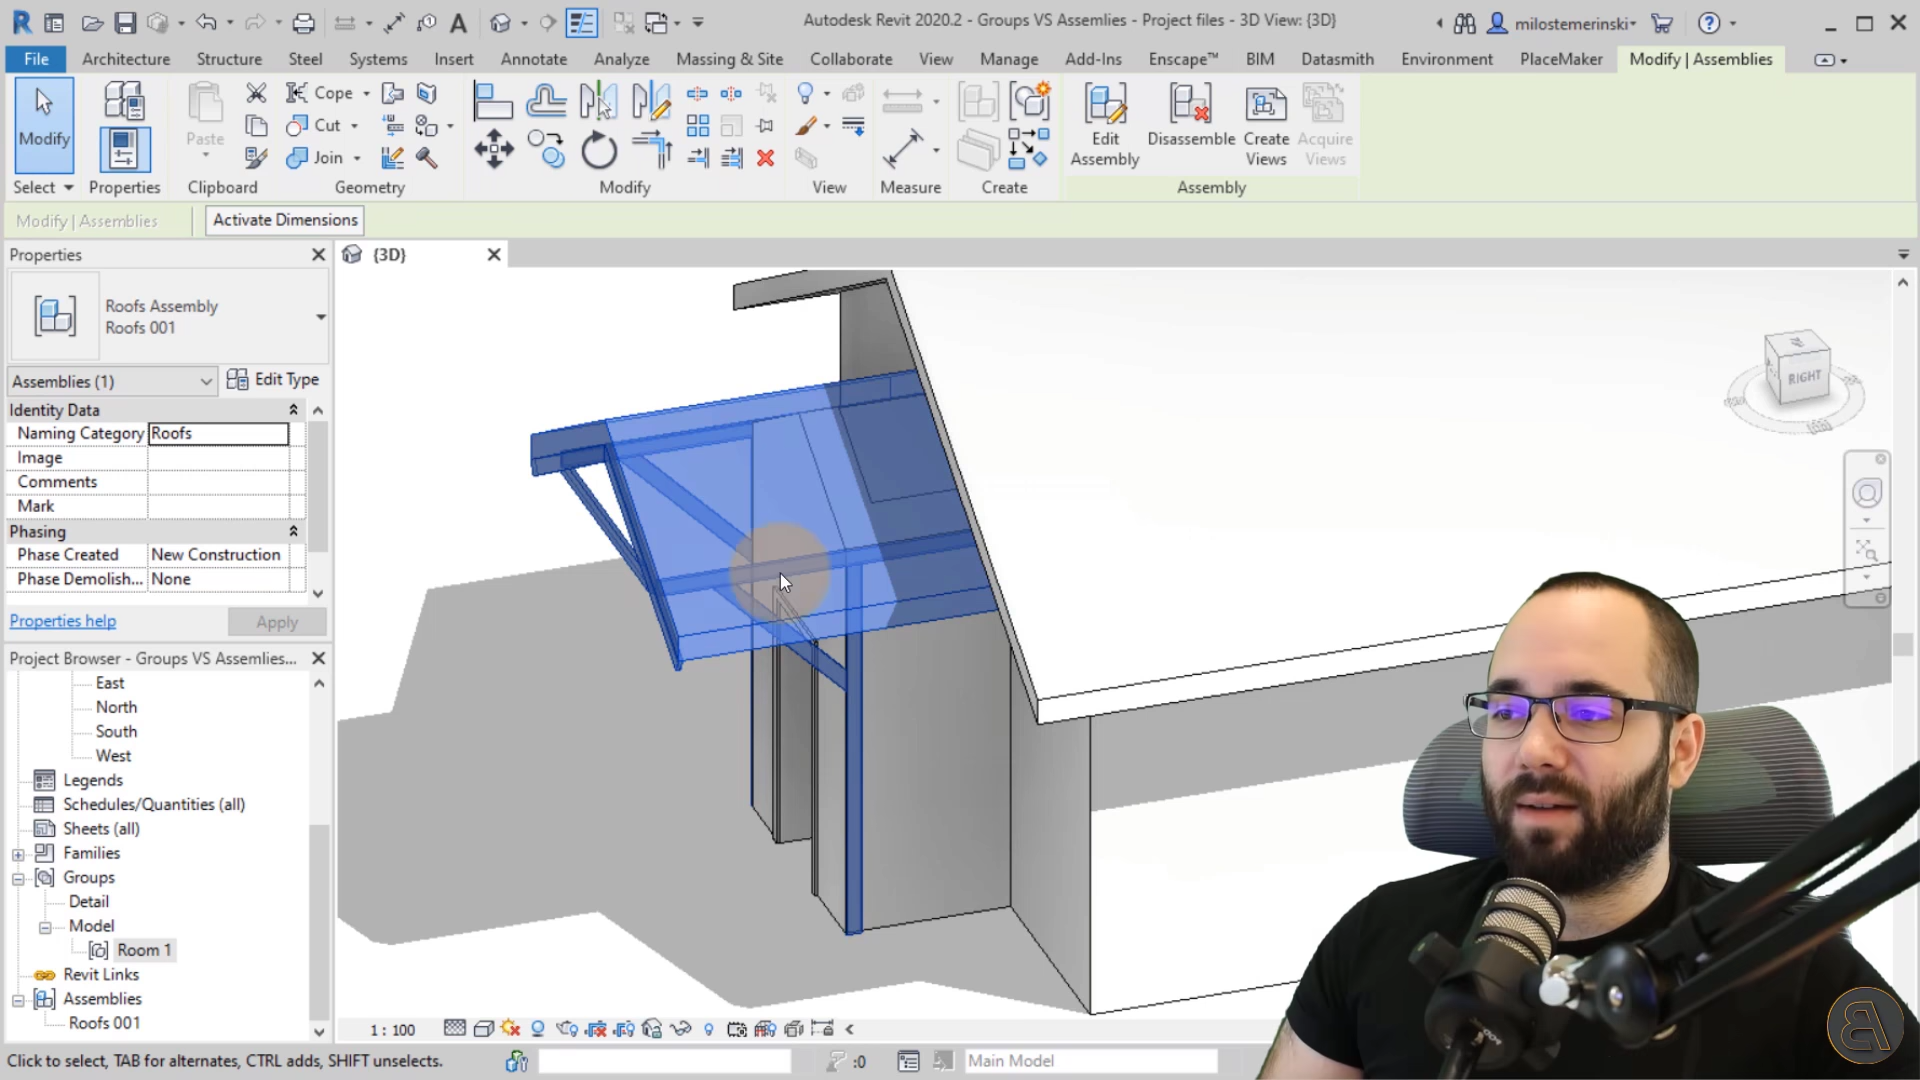 Autodesk Revit 2020.2 - Groups VS Assemlies - Project files - 3D View: {3D}
milostemerinski
File Architecture Structure Steel Systems Insert Annotate Analyze Massing & Site Collaborate View Manage Add-Ins Enscape™ BIM Datasmith Environment PlaceMaker Modify | Assemblies
Modify
Paste
Cope
Cut
Join
Edit Assembly
Disassemble
Create Views
Acquire Views
Select Properties Clipboard Geometry Modify View Measure Create Assembly
Modify | Assemblies Activate Dimensions
Properties
{3D}
Roofs Assembly
Roofs 001
Assemblies (1) Edit Type
Identity Data
Naming Category Roofs
Image
Comments
Mark
Phasing
Phase Created New Construction
Phase Demolish... None
Properties help Apply
Project Browser - Groups VS Assemlies...
East
North
South
West
Legends
Schedules/Quantities (all)
Sheets (all)
Families
Groups
Detail
Model
Room 1
Revit Links
Assemblies
Roofs 001
RIGHT
1 : 100
Click to select, TAB for alternates, CTRL adds, SHIFT unselects.
:0
Main Model